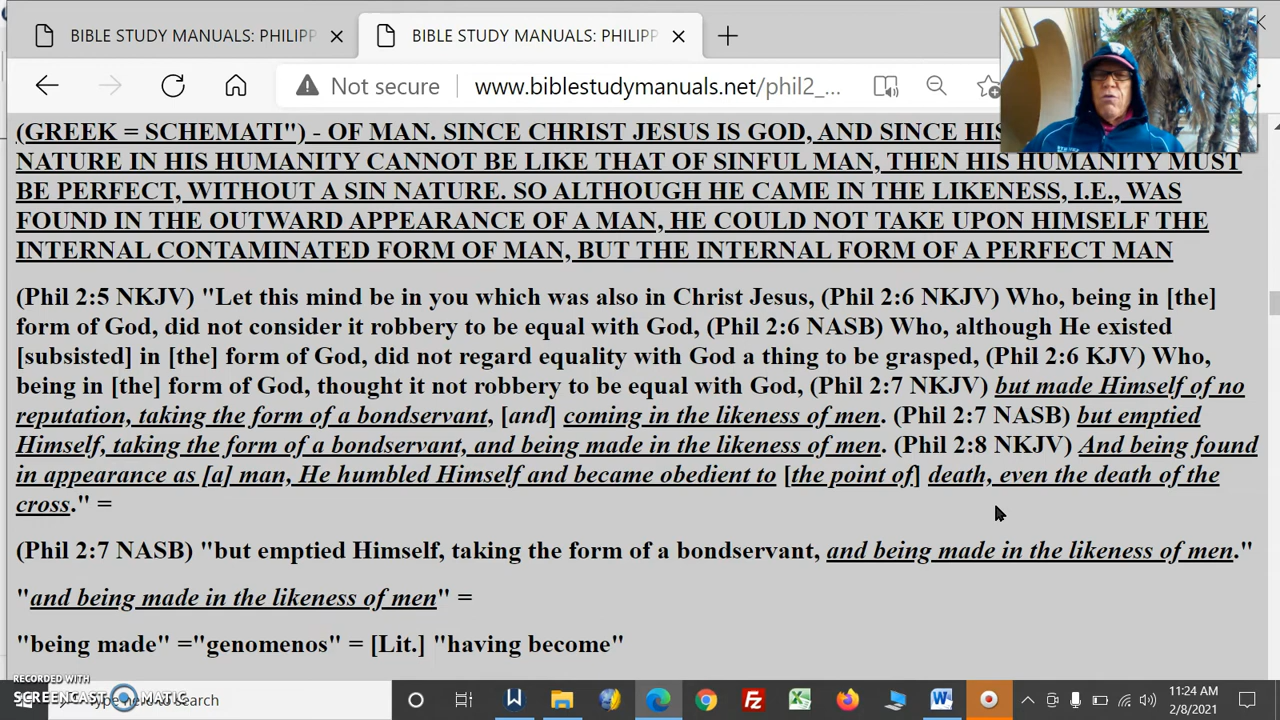 BIBLE STUDY MANUALS: PHILIPP
BIBLE STUDY MANUALS: PHILIPP
Not secure
www.biblestudymanuals.net/phil2_...
(GREEK = SCHEMATI") - OF MAN. SINCE CHRIST JESUS IS GOD, AND SINCE HIS
NATURE IN HIS HUMANITY CANNOT BE LIKE THAT OF SINFUL MAN, THEN HIS HUMANITY MUST
BE PERFECT, WITHOUT A SIN NATURE. SO ALTHOUGH HE CAME IN THE LIKENESS, I.E., WAS
FOUND IN THE OUTWARD APPEARANCE OF A MAN, HE COULD NOT TAKE UPON HIMSELF THE
INTERNAL CONTAMINATED FORM OF MAN, BUT THE INTERNAL FORM OF A PERFECT MAN
(Phil 2:5 NKJV) "Let this mind be in you which was also in Christ Jesus, (Phil 2:6 NKJV) Who, being in [the]
form of God, did not consider it robbery to be equal with God, (Phil 2:6 NASB) Who, although He existed
[subsisted] in [the] form of God, did not regard equality with God a thing to be grasped, (Phil 2:6 KJV) Who,
being in [the] form of God, thought it not robbery to be equal with God, (Phil 2:7 NKJV) but made Himself of no
reputation, taking the form of a bondservant, [and] coming in the likeness of men. (Phil 2:7 NASB) but emptied
Himself, taking the form of a bondservant, and being made in the likeness of men. (Phil 2:8 NKJV) And being found
in appearance as [a] man, He humbled Himself and became obedient to [the point of] death, even the death of the
cross." =
(Phil 2:7 NASB) "but emptied Himself, taking the form of a bondservant, and being made in the likeness of men."
"and being made in the likeness of men" =
"being made" ="genomenos" = [Lit.] "having become"
RECORDED WITH
SCREENCAST MATIC
Type here to search
11:24 AM
2/8/2021